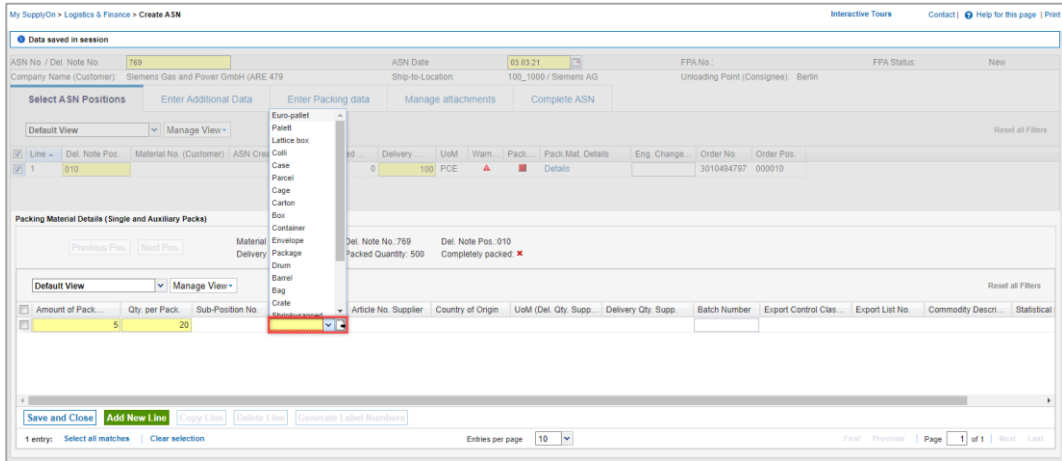 My SupplyOn > Logistics & Finance > Create ASN Interactive Tours Contact | Help for this page | Print
Data saved in session
ASN No. / Del. Note No. 769 ASN Date 03.03.21 FPA No.: FPA Status: New
Company Name (Customer): Siemens Gas and Power GmbH (ARE 479 Ship-to-Location: 100_1000 / Siemens AG Unloading Point (Consignee): Berlin
Select ASN Positions Enter Additional Data Enter Packing data Manage attachments Complete ASN
Default View Manage View Reset all Filters
Line Del. Note Pos. Material No. (Customer) ASN Crea ed ... Delivery ... UoM Warn... Pack... Pack.Mat. Details Eng. Change... Order No. Order Pos.
1 010 0 100 PCE Details 3010494797 000010
Euro-pallet
Palett
Lattice box
Colli
Case
Parcel
Cage
Carton
Box
Container
Envelope
Package
Drum
Barrel
Bag
Crate
Shrinkwrapped
Packing Material Details (Single and Auxiliary Packs)
Previous Pos. Next Pos. Material Del. Note No.:769 Del. Note Pos.:010
Delivery Packed Quantity: 500 Completely packed:
Default View Manage View Reset all Filters
Amount of Pack.... Qty. per Pack. Sub-Position No. Article No. Supplier Country of Origin UoM (Del. Qty. Supp... Delivery Qty. Supp. Batch Number Export Control Clas... Export List No. Commodity Descri... Statistical
5 20
Save and Close Add New Line Copy Line Delete Line Generate Label Numbers
1 entry: Select all matches | Clear selection Entries per page 10 First Previous | Page 1 of 1 | Next Last